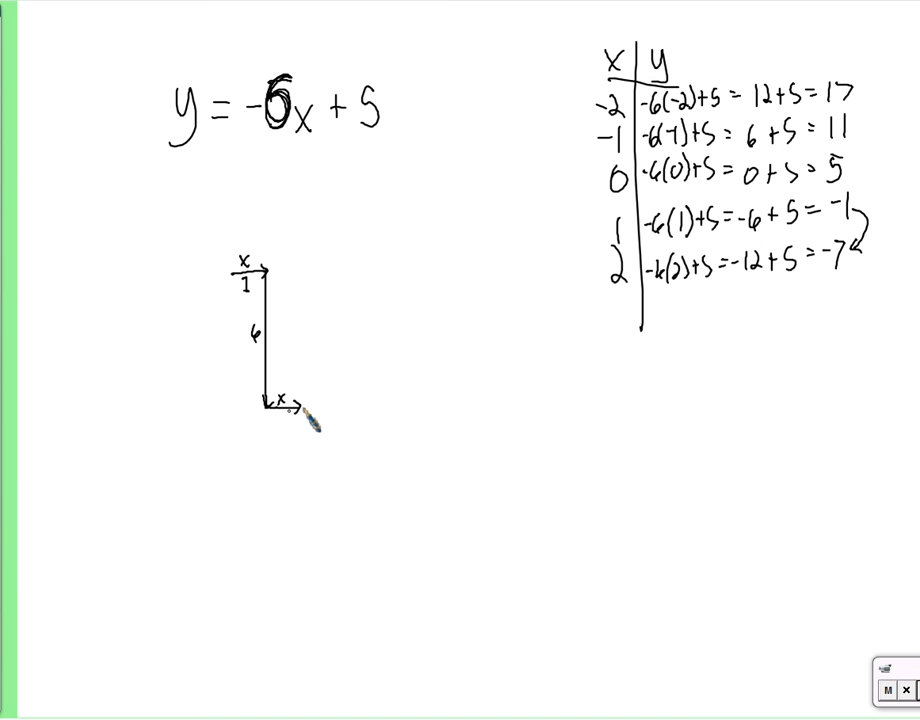 y = -6x + 5
x y
-2 -6(-2)+5 = 12+5 = 17
-1 -6(-1)+5 = 6 +5 = 11
0 -6(0)+5 = 0+5 = 5
1 -6(1)+5 = -6+5 = -1
2 -6(2)+5 = -12+5 = -7
x
1
6
x
M ×